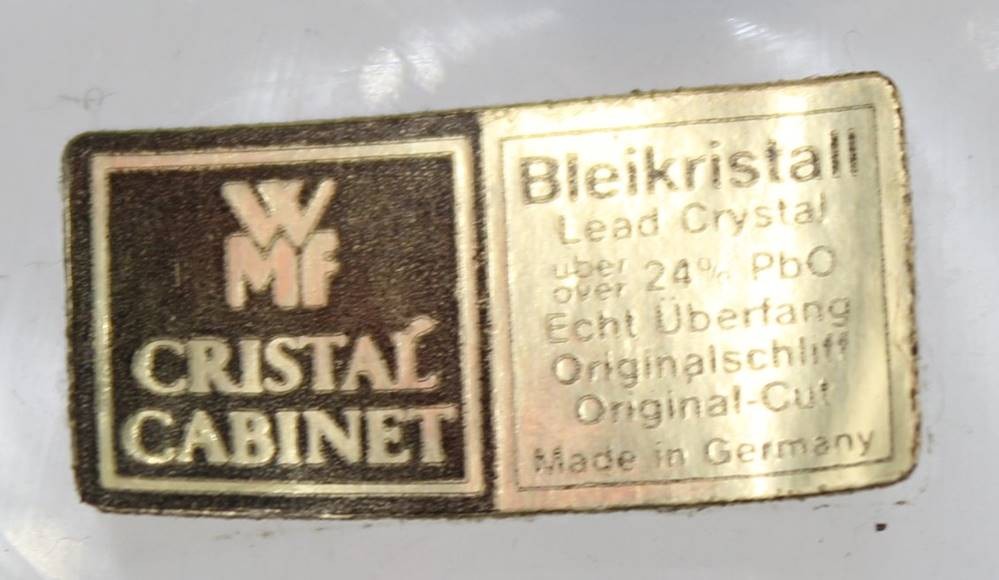 WMF
CRISTAL
CABINET
Bleikristall
Lead Crystal
über
over 24% PbO
Echt Überfang
Originalschliff
Original-Cut
Made in Germany